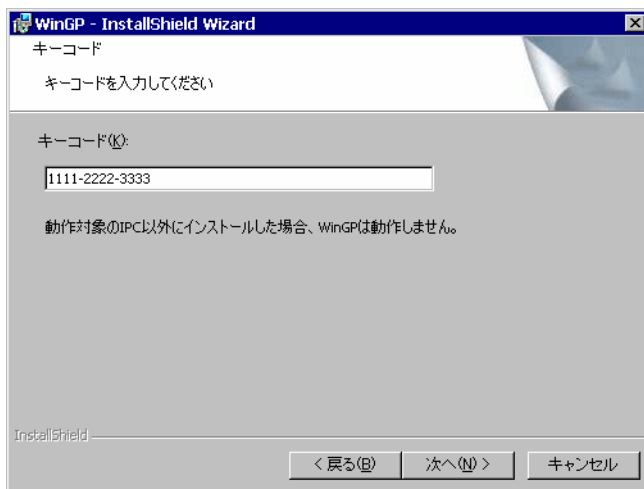 WinGP - InstallShield Wizard
キーコード
キーコードを入力してください
キーコード(K):
1111-2222-3333
動作対象のIPC以外にインストールした場合、WinGPは動作しません。
InstallShield
< 戻る(B)
次へ(N) >
キャンセル